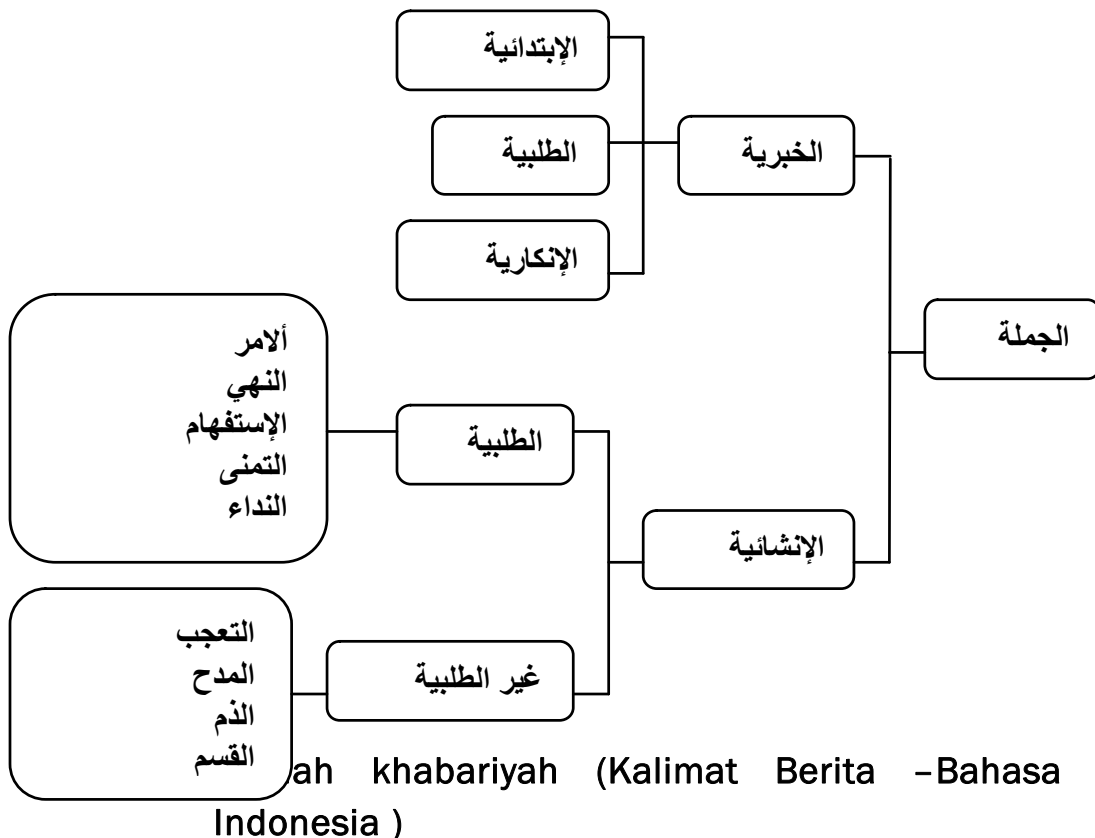 الإبتدائية
الطلبية
الخبرية
الإنكارية
الجملة
ألامر
النهي
الإستفهام
التمنى
النداء
الطلبية
الإنشائية
التعجب
المدح
الذم
القسم
غير الطلبية
ah khabariyah (Kalimat Berita –Bahasa
Indonesia )